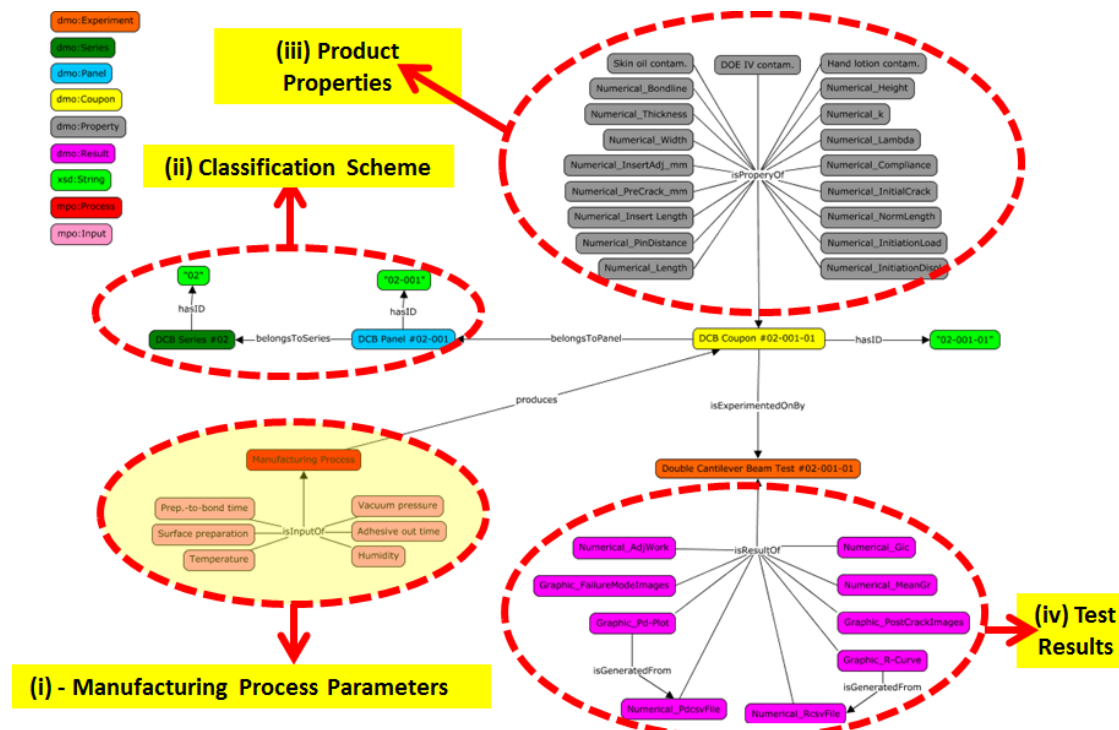 dmo:Experiment
dmo:Series
dmo:Panel
dmo:Coupon
dmo:Property
dmo:Result
xsd:String
mpo:Process
mpo:Input
(iii) Product
Properties
(ii) Classification Scheme
Skin oil contam.
DOE IV contam.
Hand lotion contam.
Numerical_Bondline
Numerical_Height
Numerical_Thickness
Numerical_k
Numerical_Width
Numerical_Lambda
Numerical_InsertAdj_mm
Numerical_Compliance
isProperyOf
Numerical_PreCrack_mm
Numerical_InitialCrack
Numerical_Insert Length
Numerical_NormLength
Numerical_PinDistance
Numerical_InitiationLoad
Numerical_Length
Numerical_InitiationDispl
"02"
"02-001"
hasID
hasID
DCB Series #02
belongsToSeries
DCB Panel #02-001
belongsToPanel
DCB Coupon #02-001-01
hasID
"02-001-01"
produces
isExperimentedOnBy
Manufacturing Process
Double Cantilever Beam Test #02-001-01
Prep.-to-bond time
Vacuum pressure
Surface preparation
isInputOf
Adhesive out time
Temperature
Humidity
Numerical_AdjWork
isResultOf
Numerical_Gic
Graphic_FailureModeImages
Numerical_MeanGr
Graphic_Pd-Plot
Graphic_PostCrackImages
Graphic_R-Curve
isGeneratedFrom
isGeneratedFrom
Numerical_PdcsvFile
Numerical_RcsvFile
(iv) Test
Results
(i) - Manufacturing Process Parameters